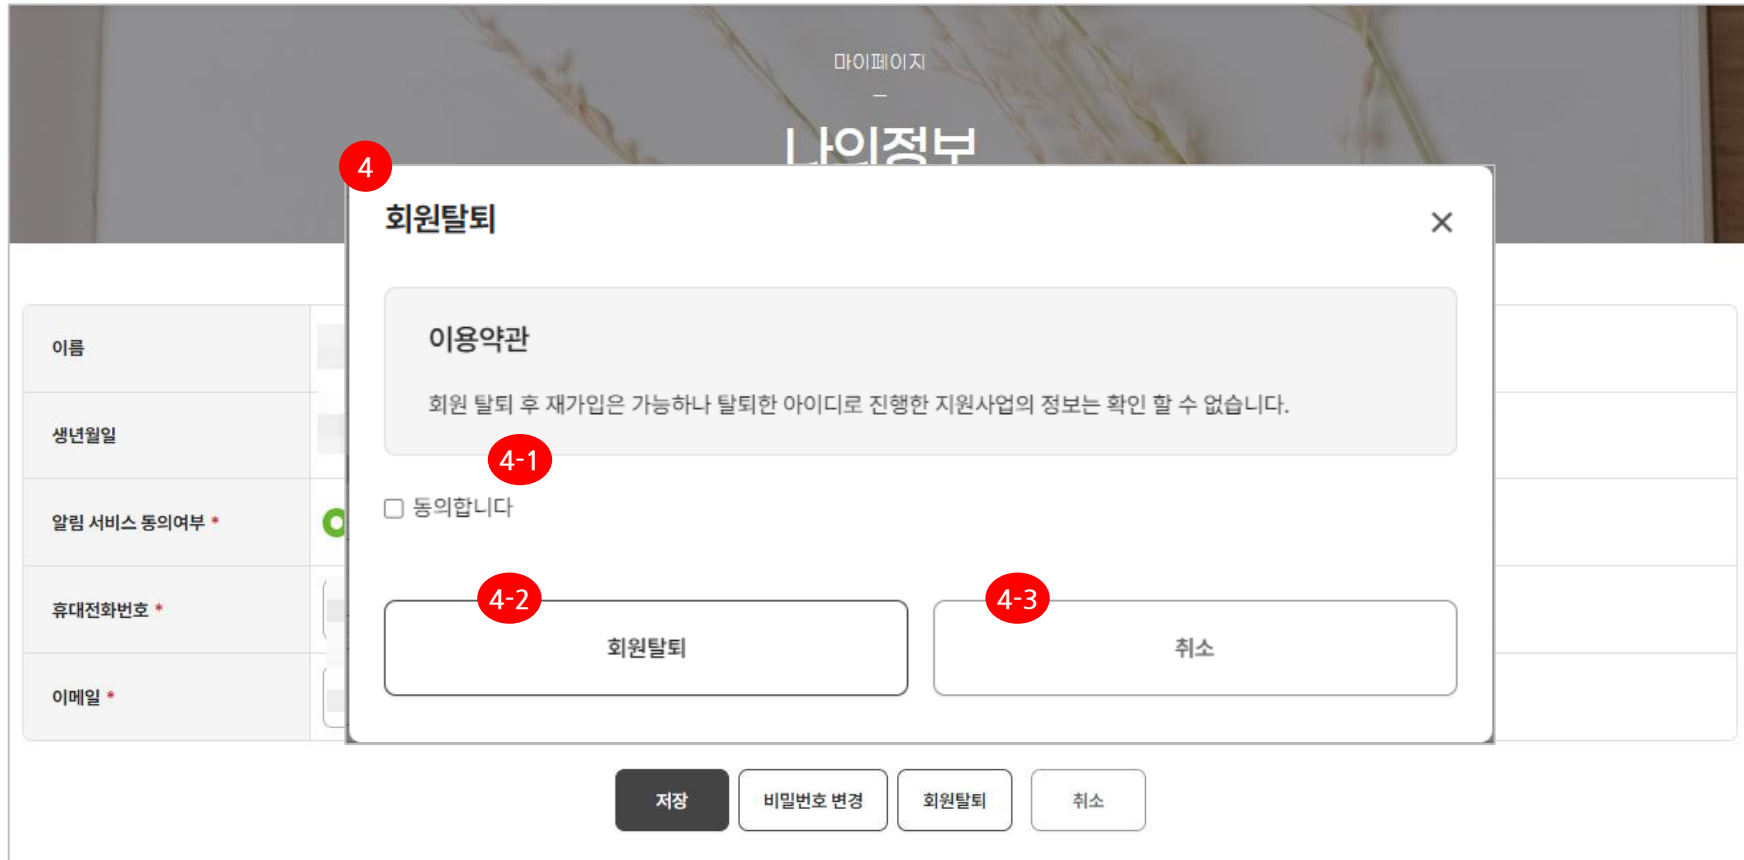 마이페이지
나의정보
4
회원탈퇴
이용약관
회원 탈퇴 후 재가입은 가능하나 탈퇴한 아이디로 진행한 지원사업의 정보는 확인 할 수 없습니다.
4-1
동의합니다
4-2
회원탈퇴
4-3
취소
이름
생년월일
알림 서비스 동의여부 *
휴대전화번호 *
이메일 *
저장
비밀번호 변경
회원탈퇴
취소